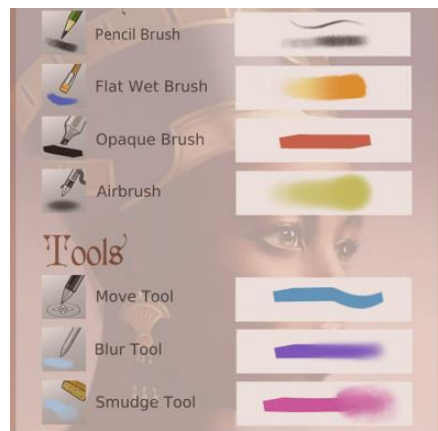 Pencil Brush
Flat Wet Brush
Opaque Brush
Airbrush
Tools
Move Tool
Blur Tool
Smudge Tool